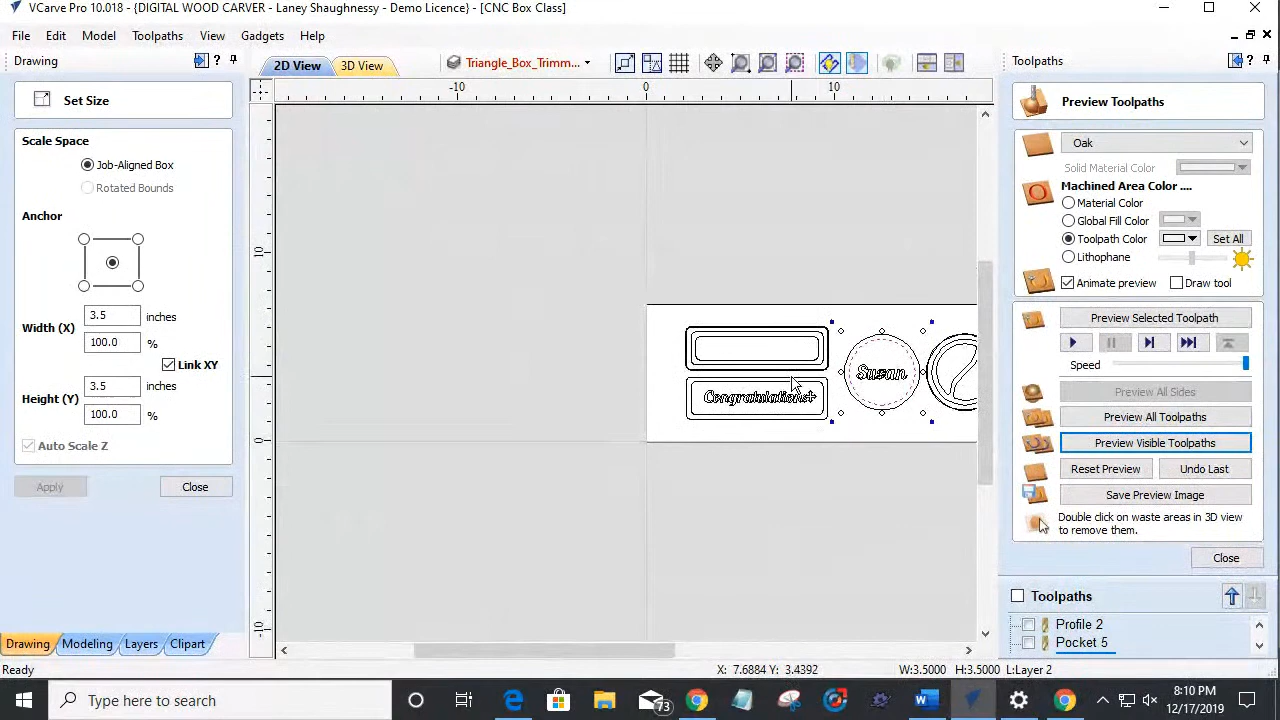 VCarve Pro 10.018 - {DIGITAL WOOD CARVER - Laney Shaughnessy - Demo Licence} - [CNC Box Class]
File Edit Model Toolpaths View Gadgets Help
Drawing ?
2D View 3D View Triangle_Box_Trimm...
Toolpaths ?
-10 0 10
Set Size
Scale Space
Job-Aligned Box
Rotated Bounds
Anchor
Width (X) 3.5 inches
100.0 %
Link XY
Height (Y) 3.5 inches
100.0 %
Auto Scale Z
Apply Close
Drawing Modeling Layers Clipart
10
0
-10
Congratulations
Susan
Preview Toolpaths
Oak
Solid Material Color
Machined Area Color ....
Material Color
Global Fill Color
Toolpath Color Set All
Lithophane
Animate preview Draw tool
Preview Selected Toolpath
Speed
Preview All Sides
Preview All Toolpaths
Preview Visible Toolpaths
Reset Preview Undo Last
Save Preview Image
Double click on waste areas in 3D view
to remove them.
Close
Toolpaths
Profile 2
Pocket 5
Ready X: 7.6884 Y: 3.4392 W:3.5000 H:3.5000 L:Layer 2
Type here to search
73
8:10 PM
12/17/2019